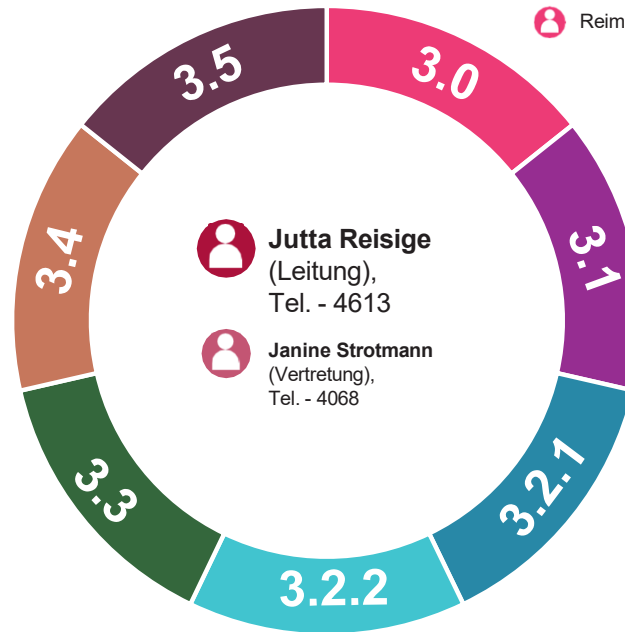 Reim
3.5
3.0
3.4
3.1
Jutta Reisige
(Leitung),
Tel. - 4613
Janine Strotmann
(Vertretung),
Tel. - 4068
3.3
3.2.1
3.2.2